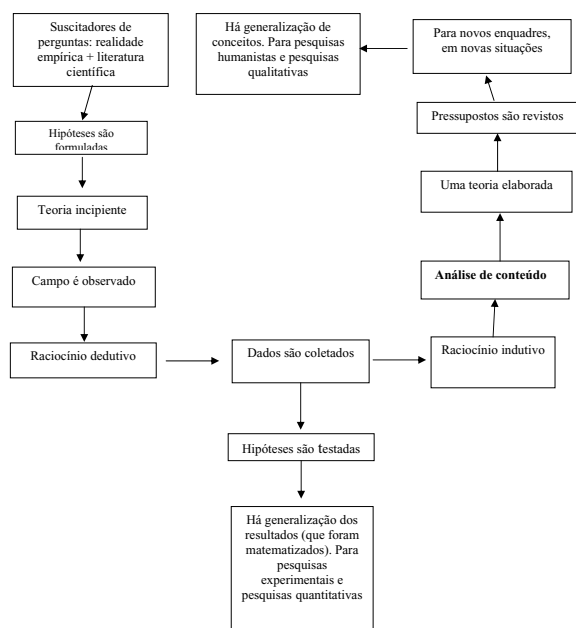 Suscitadores de
perguntas: realidade
empírica + literatura
científica
Hipóteses são
formuladas
Teoria incipiente
Campo é observado
Raciocínio dedutivo
Dados são coletados
Hipóteses são testadas
Há generalização dos
resultados (que foram
matematizados). Para
pesquisas
experimentais e
pesquisas quantitativas
Raciocínio indutivo
Análise de conteúdo
Uma teoria elaborada
Pressupostos são revistos
Para novos enquadres,
em novas situações
Há generalização de
conceitos. Para pesquisas
humanistas e pesquisas
qualitativas